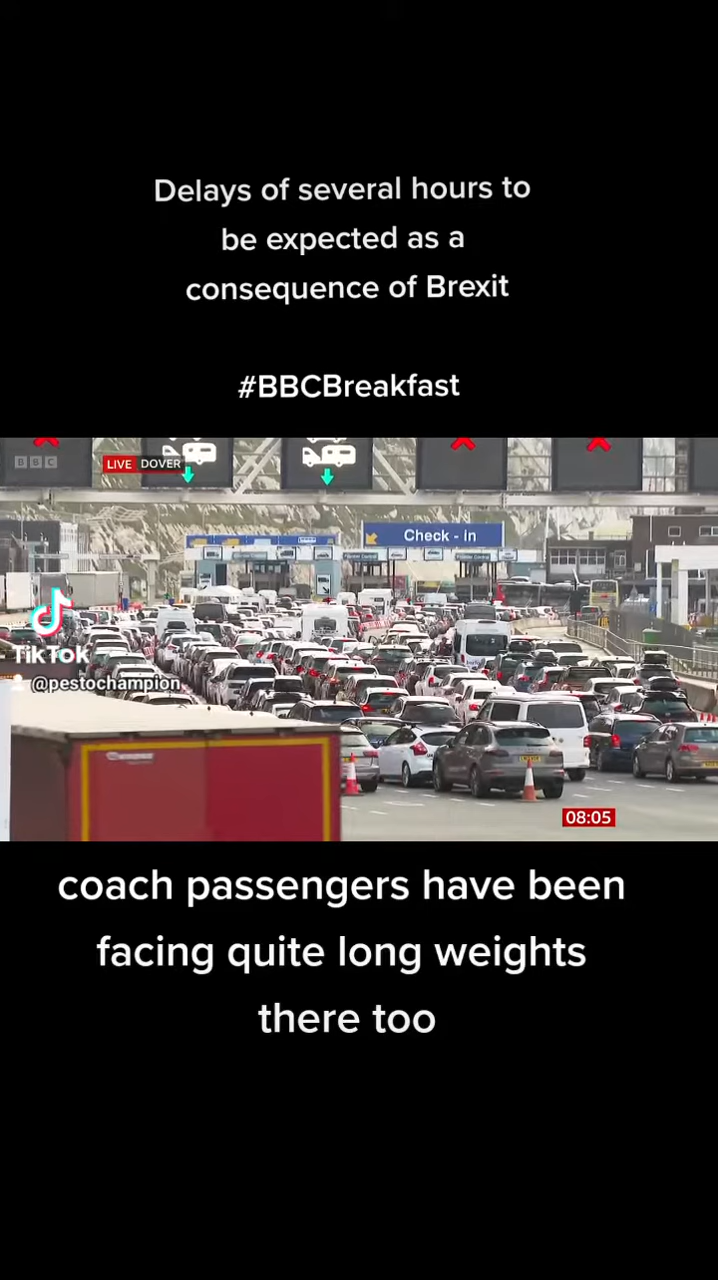 Delays of several hours to
be expected as a
consequence of Brexit
#BBCBreakfast
BBC
LIVE DOVER
Check - in
TikTok
@pestochampion
08:05
coach passengers have been
facing quite long weights
there too